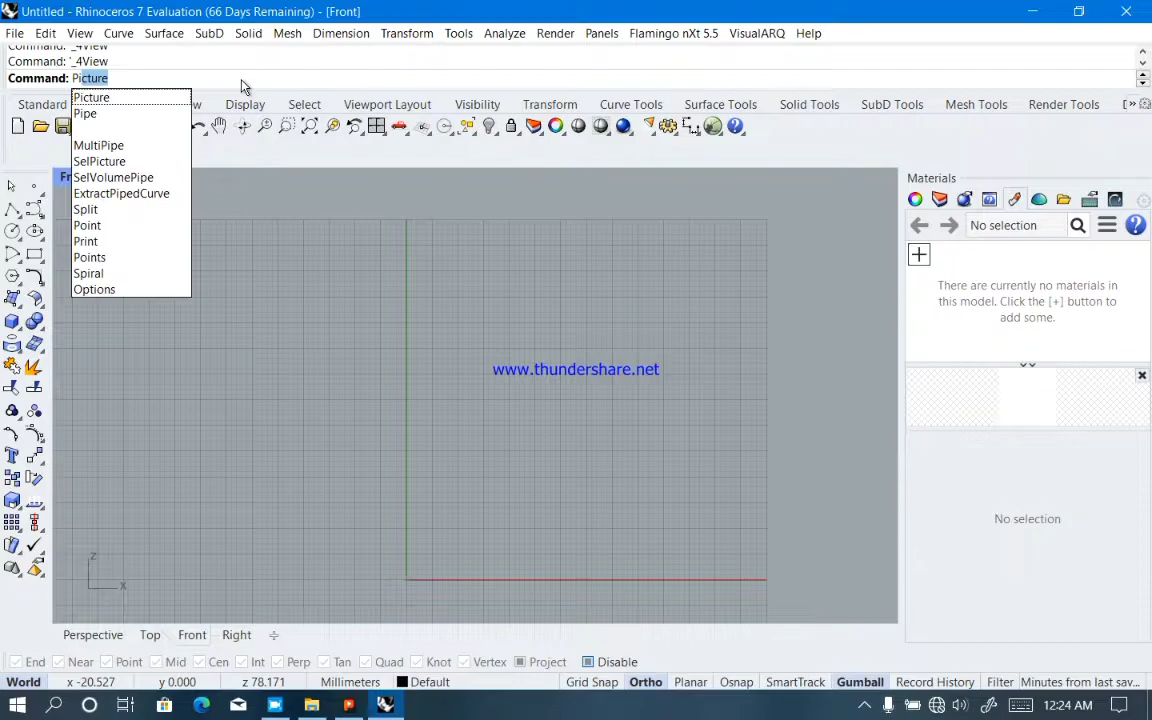 Untitled - Rhinoceros 7 Evaluation (66 Days Remaining) - [Front]
File Edit View Curve Surface SubD Solid Mesh Dimension Transform Tools Analyze Render Panels Flamingo nXt 5.5 VisualARQ Help
Command: '_4View
Command: '_4View
Command: Picture
Picture
Pipe
MultiPipe
SelPicture
SelVolumePipe
ExtractPipedCurve
Split
Point
Print
Points
Spiral
Options
Standard Display Select Viewport Layout Visibility Transform Curve Tools Surface Tools Solid Tools SubD Tools Mesh Tools Render Tools
www.thundershare.net
z
x
Materials
No selection
There are currently no materials in
this model. Click the [+] button to
add some.
No selection
Perspective Top Front Right
End Near Point Mid Cen Int Perp Tan Quad Knot Vertex Project Disable
World x -20.527 y 0.000 z 78.171 Millimeters Default Grid Snap Ortho Planar Osnap SmartTrack Gumball Record History Filter Minutes from last sav...
12:24 AM